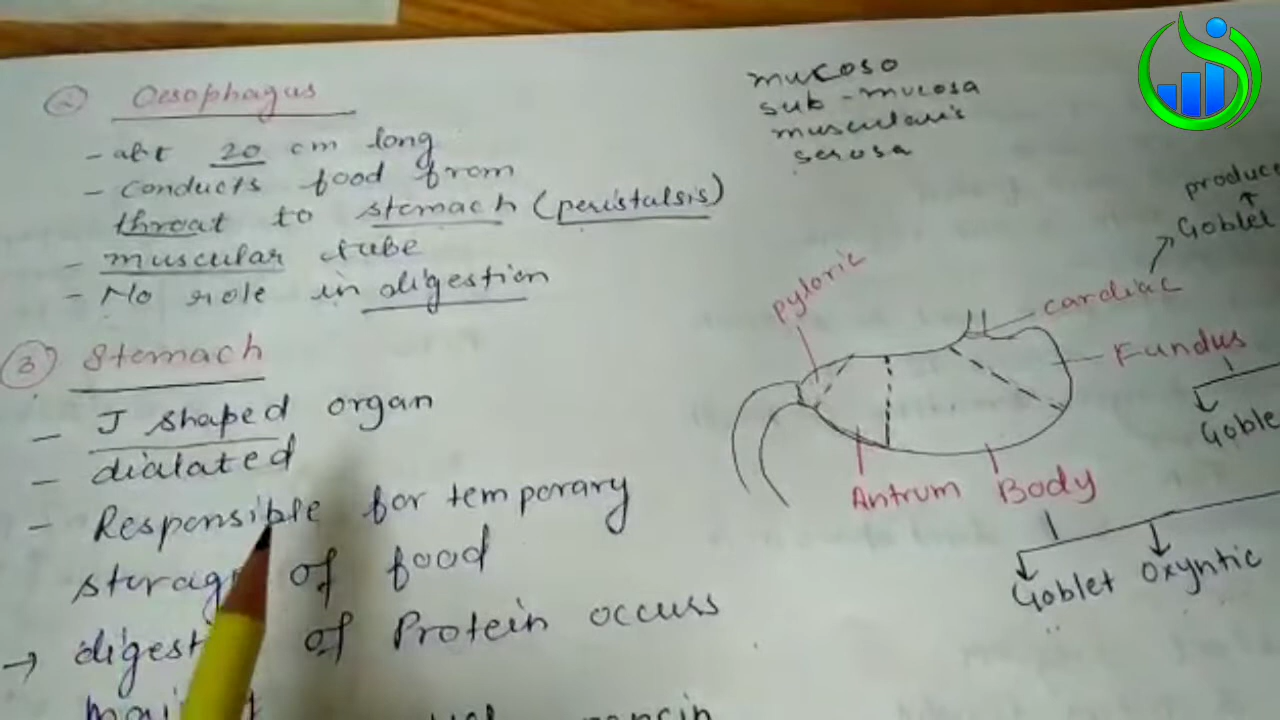 ② Oesophagus
- abt 20 cm long
- conducts food from
throat to stomach (peristalsis)
- muscular tube
- No role in digestion
③ Stomach
- J shaped organ
- dialated
- Responsible for temporary
storage of food
→ digest of Protein occuss
mucoso
sub-mucosa
muscularis
serosa
produce
Goblet
cardiac
pyloric
Fundus
Goble
Antrum Body
Goblet Oxyntic